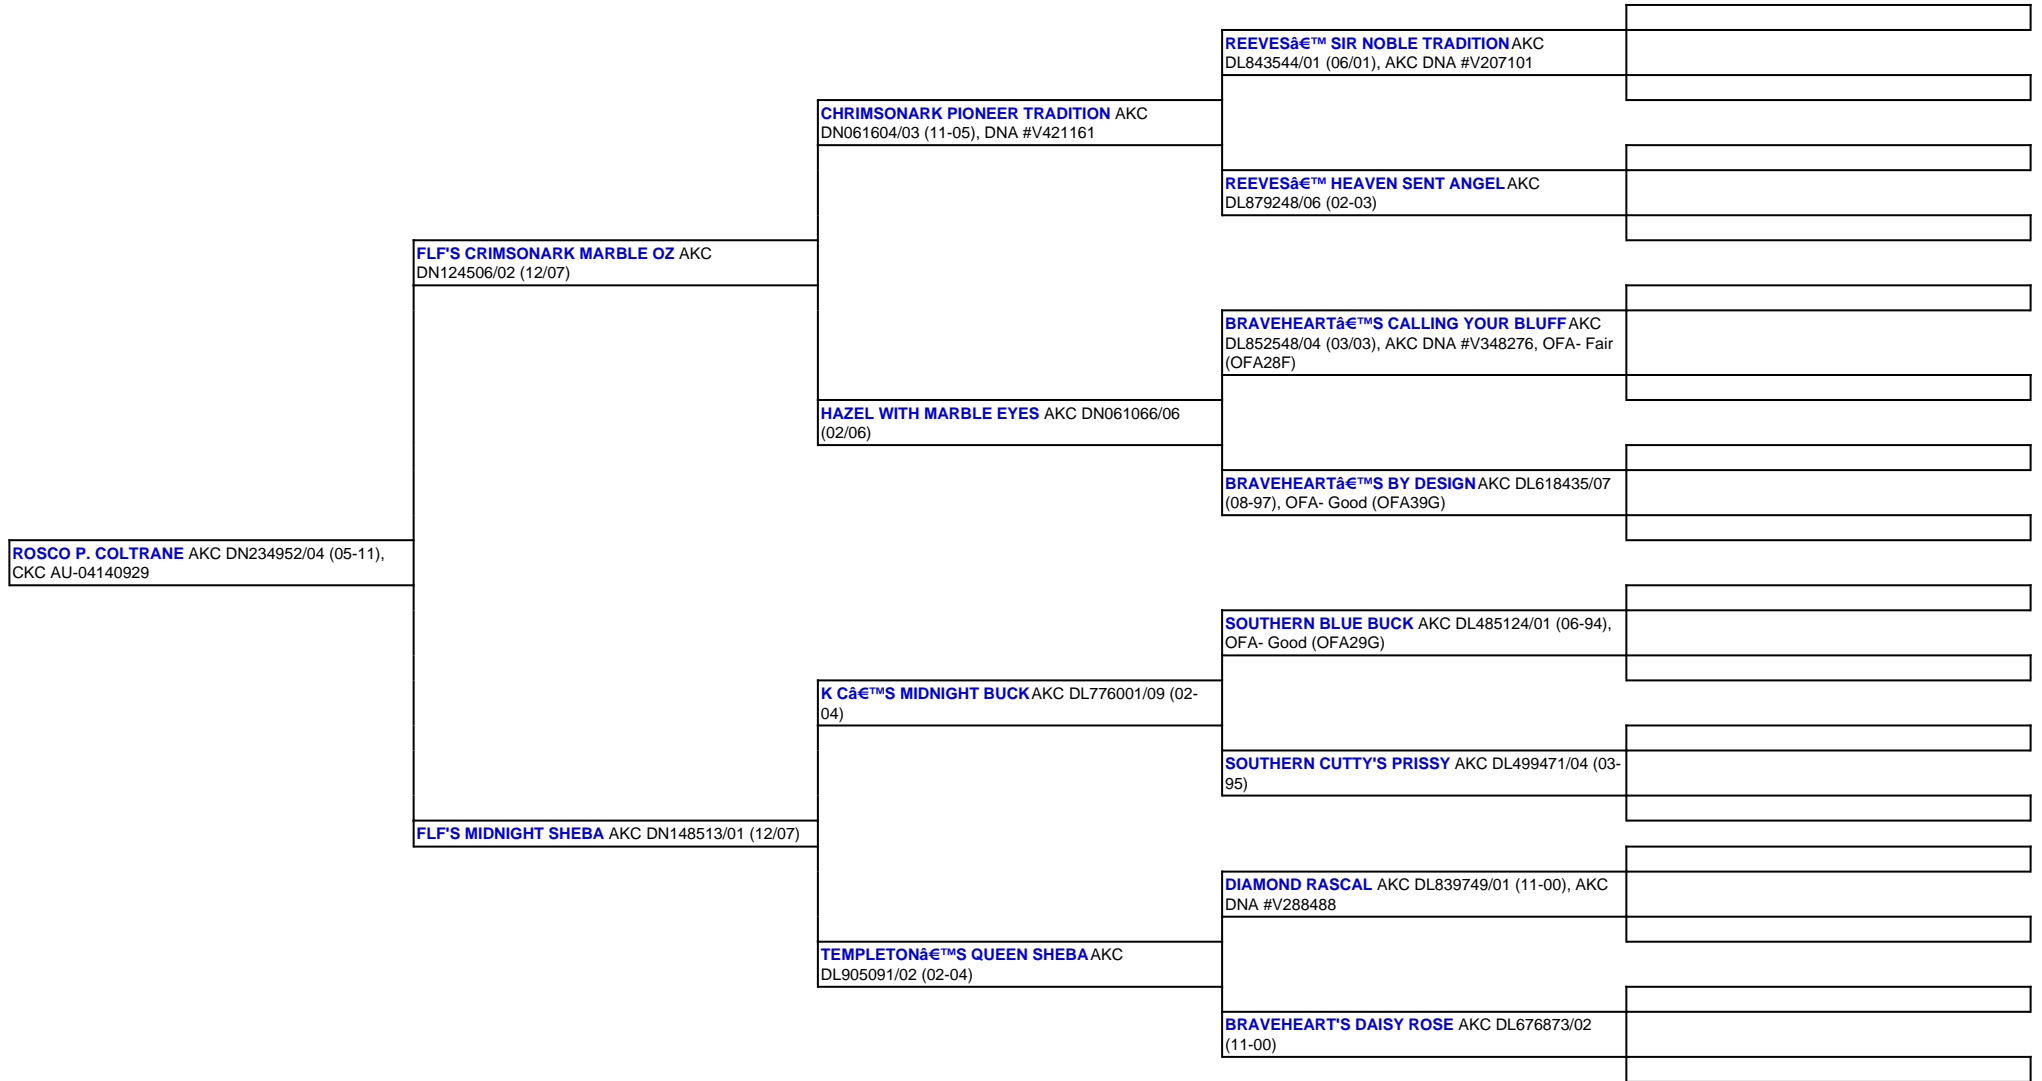 REEVESâ€™ SIR NOBLE TRADITION AKC
DL843544/01 (06/01), AKC DNA #V207101
CHRIMSONARK PIONEER TRADITION AKC
DN061604/03 (11-05), DNA #V421161
REEVESâ€™ HEAVEN SENT ANGEL AKC
DL879248/06 (02-03)
FLF'S CRIMSONARK MARBLE OZ AKC
DN124506/02 (12/07)
BRAVEHEARTâ€™S CALLING YOUR BLUFF AKC
DL852548/04 (03/03), AKC DNA #V348276, OFA- Fair
(OFA28F)
HAZEL WITH MARBLE EYES AKC DN061066/06
(02/06)
BRAVEHEARTâ€™S BY DESIGN AKC DL618435/07
(08-97), OFA- Good (OFA39G)
ROSCO P. COLTRANE AKC DN234952/04 (05-11),
CKC AU-04140929
SOUTHERN BLUE BUCK AKC DL485124/01 (06-94),
OFA- Good (OFA29G)
K Câ€™S MIDNIGHT BUCK AKC DL776001/09 (02-
04)
SOUTHERN CUTTY'S PRISSY AKC DL499471/04 (03-
95)
FLF'S MIDNIGHT SHEBA AKC DN148513/01 (12/07)
DIAMOND RASCAL AKC DL839749/01 (11-00), AKC
DNA #V288488
TEMPLETONâ€™S QUEEN SHEBA AKC
DL905091/02 (02-04)
BRAVEHEART'S DAISY ROSE AKC DL676873/02
(11-00)